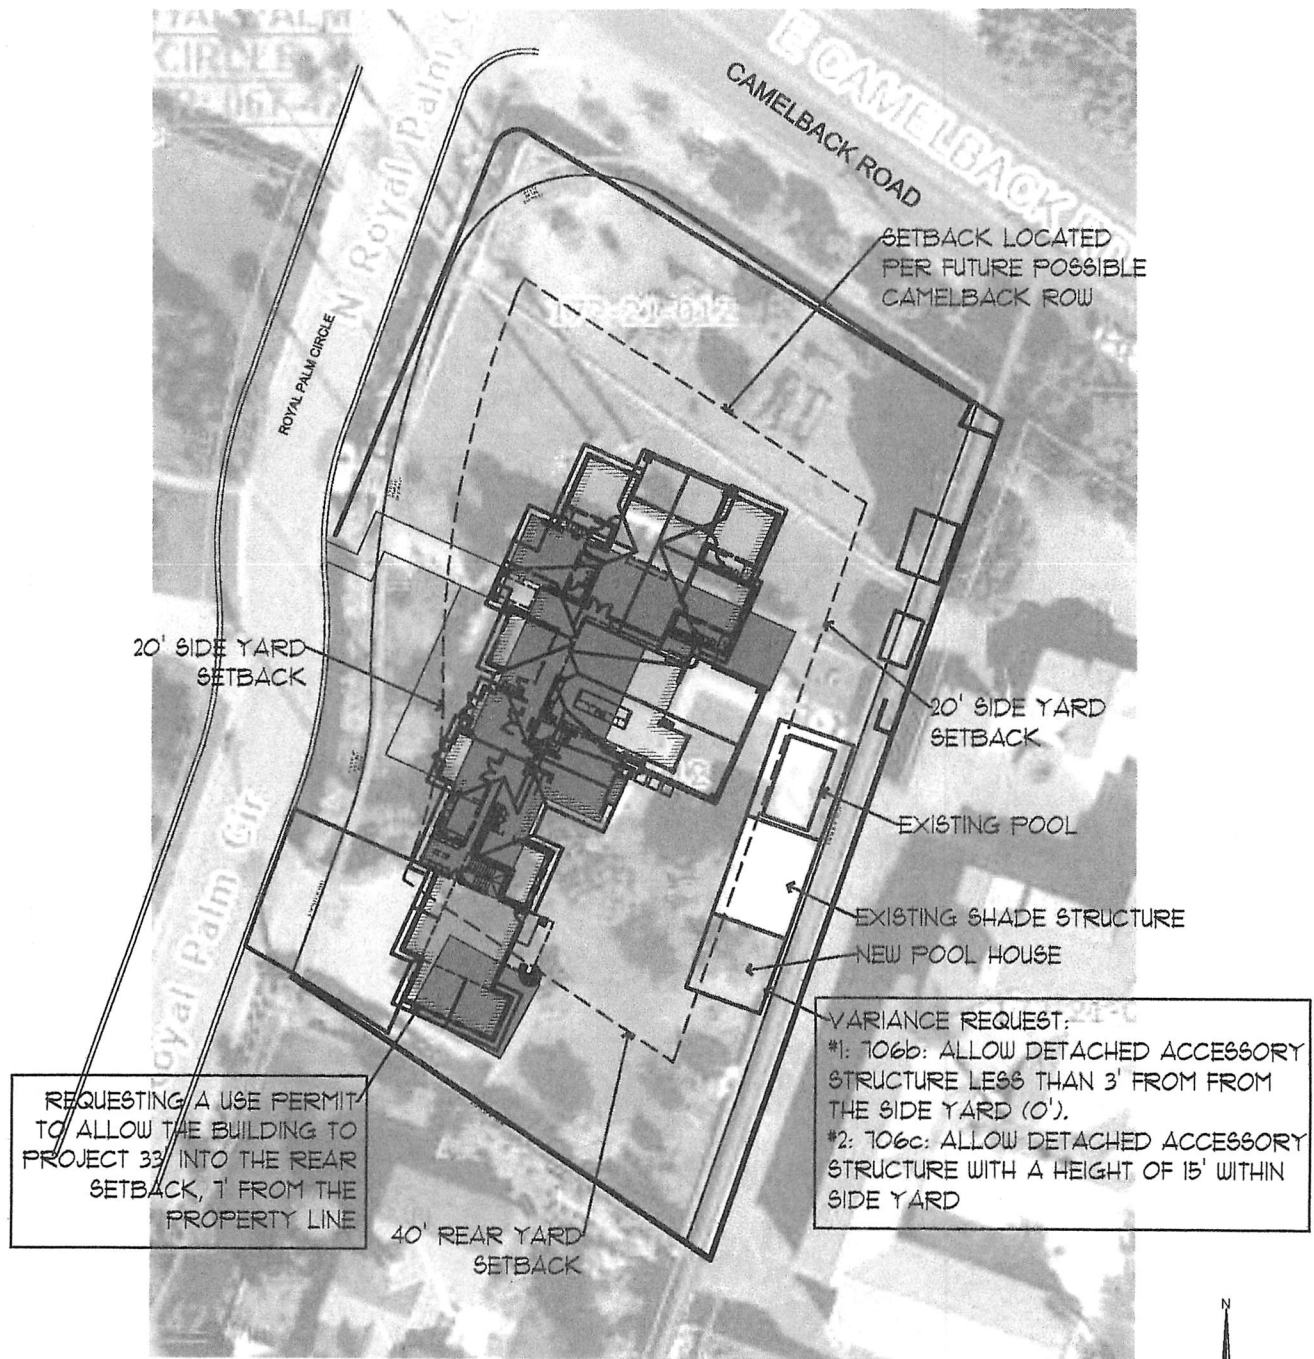 CIRCLE
N Royal Palm C
E CAMELBACK R
CAMELBACK ROAD
SETBACK LOCATED
PER FUTURE POSSIBLE
CAMELBACK ROW
ROYAL PALM CIRCLE
20' SIDE YARD
SETBACK
20' SIDE YARD
SETBACK
EXISTING POOL
Royal Palm Cir
EXISTING SHADE STRUCTURE
NEW POOL HOUSE
VARIANCE REQUEST:
#1: 706b: ALLOW DETACHED ACCESSORY
STRUCTURE LESS THAN 3' FROM FROM
THE SIDE YARD (0').
#2: 706c: ALLOW DETACHED ACCESSORY
STRUCTURE WITH A HEIGHT OF 15' WITHIN
SIDE YARD
REQUESTING A USE PERMIT
TO ALLOW THE BUILDING TO
PROJECT 33' INTO THE REAR
SETBACK, 7' FROM THE
PROPERTY LINE
40' REAR YARD
SETBACK
N